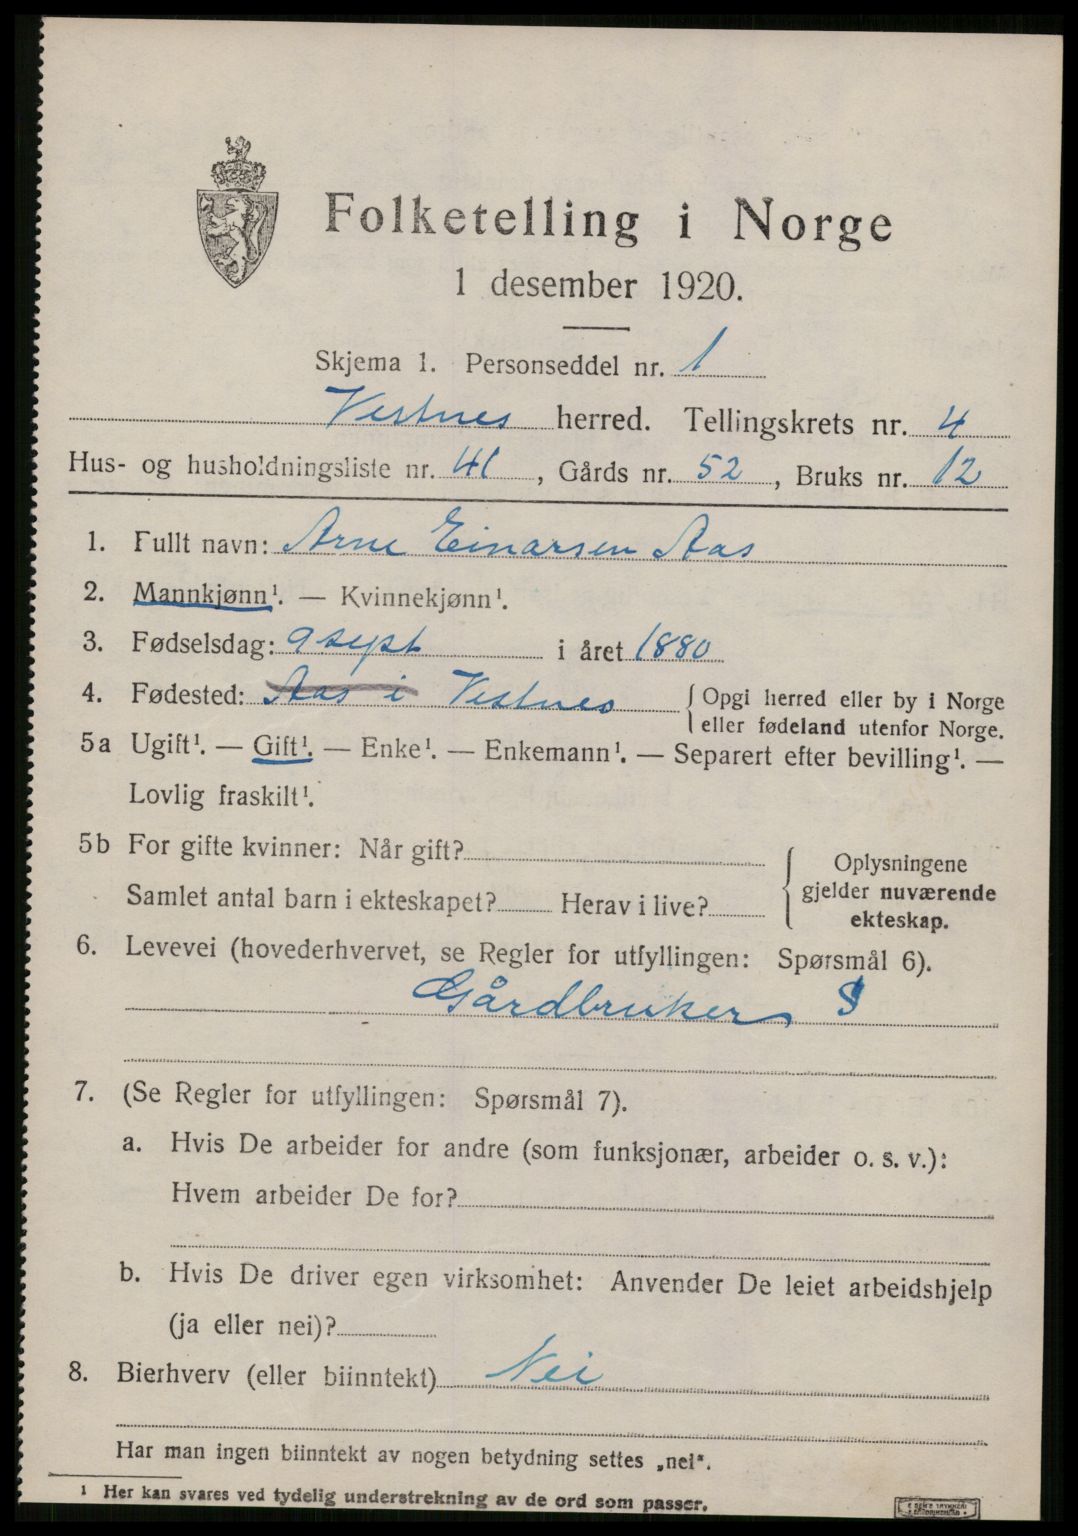 Folketelling i Norge
1 desember 1920.
Skjema 1. Personseddel nr. 1
Vestnes herred. Tellingskrets nr. 4
Hus- og husholdningsliste nr. 41, Gårds nr. 52, Bruks nr. 12
1. Fullt navn: Arne Einarsen Aas
2. Mannkjønn¹. — Kvinnekjønn¹.
3. Fødselsdag: 9 sept i året 1880
4. Fødested: Aas i Vestnes { Opgi herred eller by i Norge
eller fødeland utenfor Norge.
5a Ugift¹. — Gift¹. — Enke¹. — Enkemann¹. — Separert efter bevilling¹. —
Lovlig fraskilt¹.
5b For gifte kvinner: Når gift?
Samlet antal barn i ekteskapet? Herav i live?
Oplysningene
gjelder nuværende
ekteskap.
6. Levevei (hovederhvervet, se Regler for utfyllingen: Spørsmål 6).
Gårdbruker S
7. (Se Regler for utfyllingen: Spørsmål 7).
a. Hvis De arbeider for andre (som funksjonær, arbeider o. s. v.):
Hvem arbeider De for?
b. Hvis De driver egen virksomhet: Anvender De leiet arbeidshjelp
(ja eller nei)?
8. Bierhverv (eller biinntekt) Nei
Har man ingen biinntekt av nogen betydning settes „nei".
1 Her kan svares ved tydelig understrekning av de ord som passer.